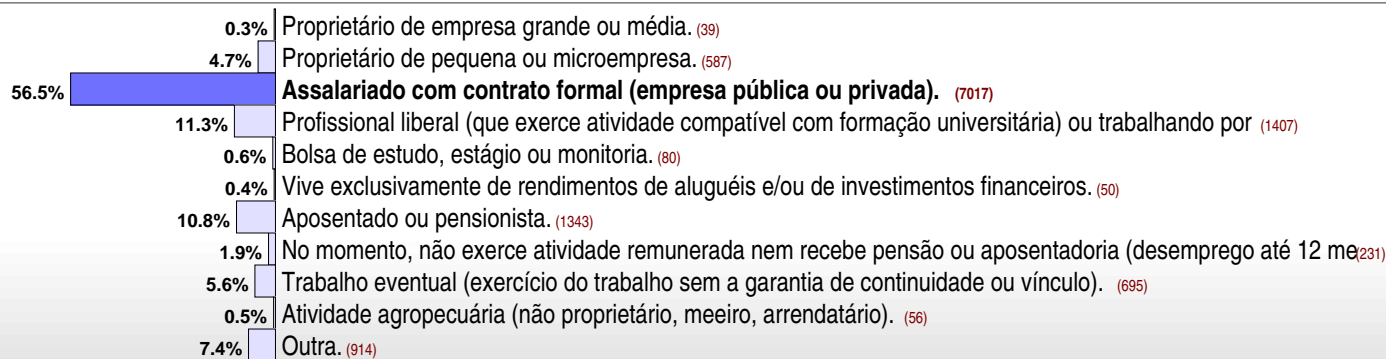 0.3% Proprietário de empresa grande ou média. (39)
4.7% Proprietário de pequena ou microempresa. (587)
56.5% Assalariado com contrato formal (empresa pública ou privada). (7017)
11.3% Profissional liberal (que exerce atividade compatível com formação universitária) ou trabalhando por (1407)
0.6% Bolsa de estudo, estágio ou monitoria. (80)
0.4% Vive exclusivamente de rendimentos de aluguéis e/ou de investimentos financeiros. (50)
10.8% Aposentado ou pensionista. (1343)
1.9% No momento, não exerce atividade remunerada nem recebe pensão ou aposentadoria (desemprego até 12 me(231)
5.6% Trabalho eventual (exercício do trabalho sem a garantia de continuidade ou vínculo). (695)
0.5% Atividade agropecuária (não proprietário, meeiro, arrendatário). (56)
7.4% Outra. (914)